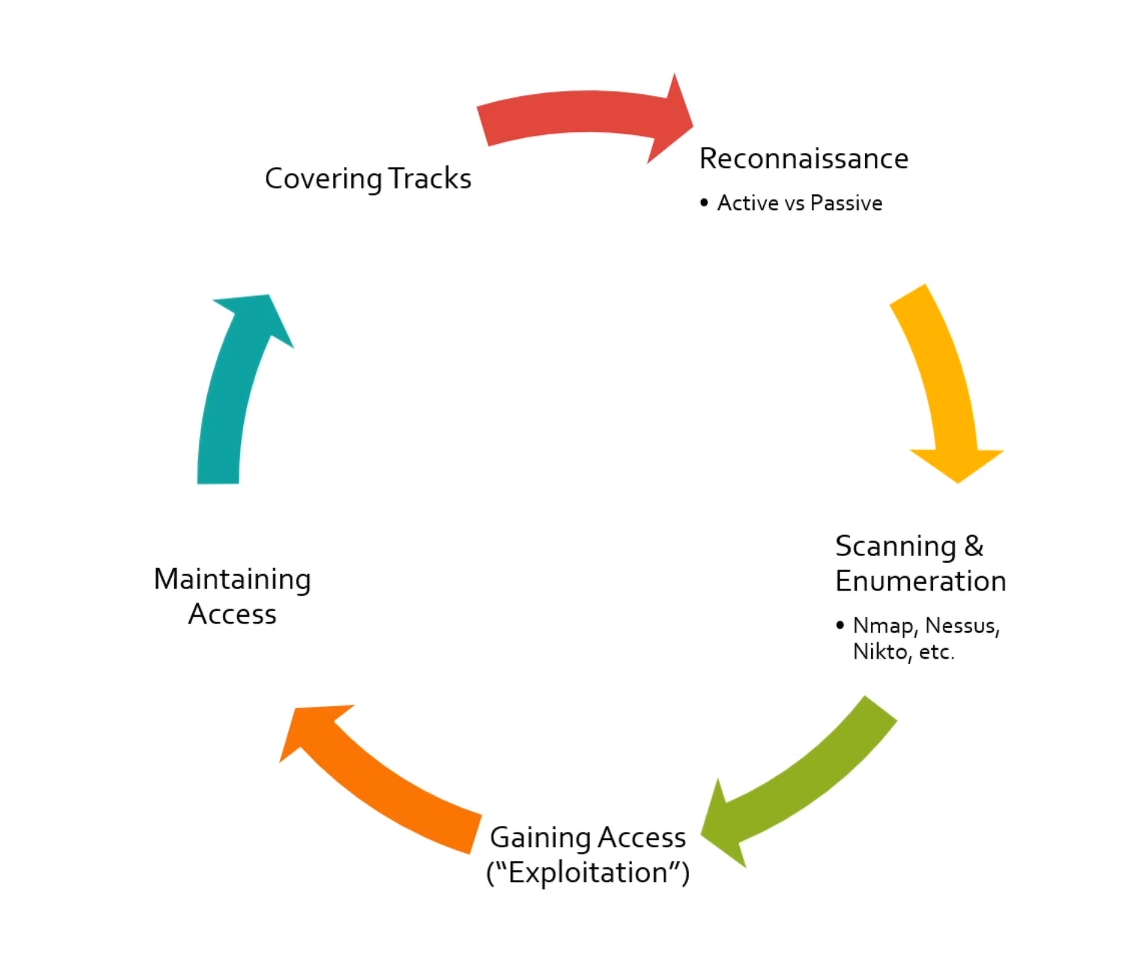 Covering Tracks
Reconnaissance
• Active vs Passive
Scanning &
Enumeration
• Nmap, Nessus,
Nikto, etc.
Gaining Access
(“Exploitation”)
Maintaining
Access